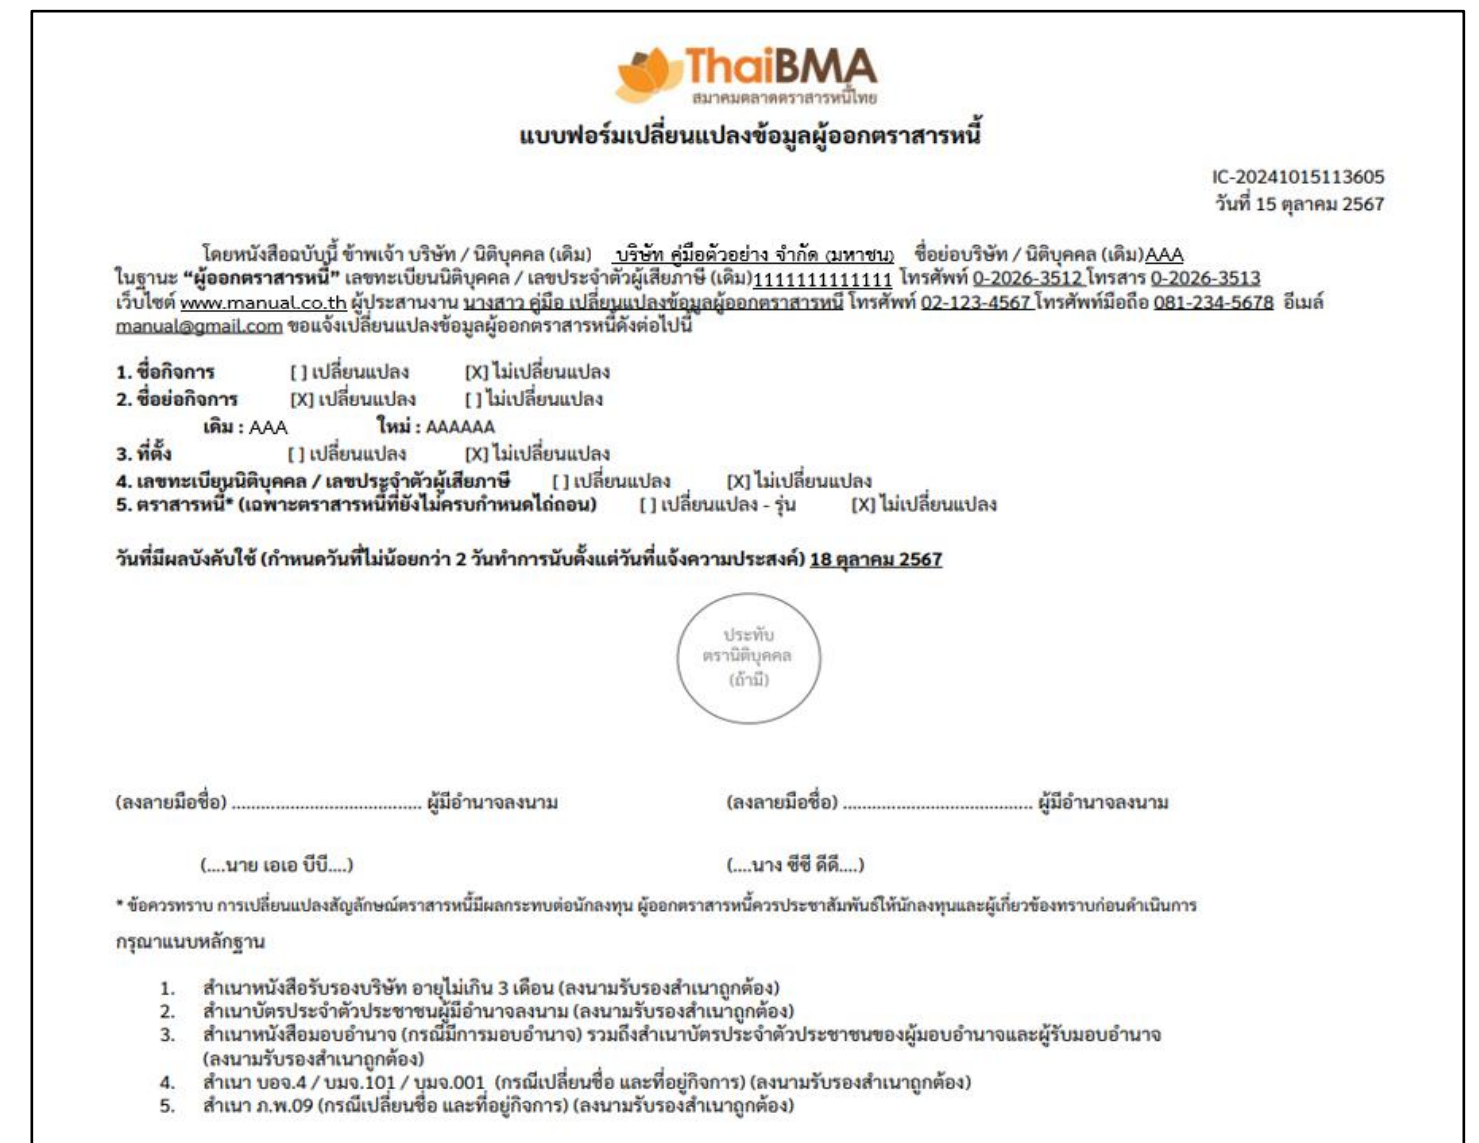 ThaiBMA
สมาคมตลาดตราสารหนี้ไทย
แบบฟอร์มเปลี่ยนแปลงข้อมูลผู้ออกตราสารหนี้
IC-20241015113605
วันที่ 15 ตุลาคม 2567
โดยหนังสือฉบับนี้ ข้าพเจ้า บริษัท / นิติบุคคล (เดิม) บริษัท คู่มือตัวอย่าง จำกัด (มหาชน) ชื่อย่อบริษัท / นิติบุคคล (เดิม) AAA
ในฐานะ “ผู้ออกตราสารหนี้” เลขทะเบียนนิติบุคคล / เลขประจำตัวผู้เสียภาษี (เดิม) 1111111111111 โทรศัพท์ 0-2026-3512 โทรสาร 0-2026-3513
เว็บไซต์ www.manual.co.th ผู้ประสานงาน นางสาว คู่มือ เปลี่ยนแปลงข้อมูลผู้ออกตราสารหนี้ โทรศัพท์ 02-123-4567 โทรศัพท์มือถือ 081-234-5678 อีเมล์
manual@gmail.com ขอแจ้งเปลี่ยนแปลงข้อมูลผู้ออกตราสารหนี้ดังต่อไปนี้
1. ชื่อกิจการ [ ] เปลี่ยนแปลง [X] ไม่เปลี่ยนแปลง
2. ชื่อย่อกิจการ [X] เปลี่ยนแปลง [ ] ไม่เปลี่ยนแปลง
เดิม : AAA ใหม่ : AAAAAA
3. ที่ตั้ง [ ] เปลี่ยนแปลง [X] ไม่เปลี่ยนแปลง
4. เลขทะเบียนนิติบุคคล / เลขประจำตัวผู้เสียภาษี [ ] เปลี่ยนแปลง [X] ไม่เปลี่ยนแปลง
5. ตราสารหนี้* (เฉพาะตราสารหนี้ที่ยังไม่ครบกำหนดไถ่ถอน) [ ] เปลี่ยนแปลง - รุ่น [X] ไม่เปลี่ยนแปลง
วันที่มีผลบังคับใช้ (กำหนดวันที่ไม่น้อยกว่า 2 วันทำการนับตั้งแต่วันที่แจ้งความประสงค์) 18 ตุลาคม 2567
ประทับ
ตรานิติบุคคล
(ถ้ามี)
(ลงลายมือชื่อ) ....................................... ผู้มีอำนาจลงนาม (ลงลายมือชื่อ) ....................................... ผู้มีอำนาจลงนาม
(....นาย เอเอ บีบี....) (....นาง ซีซี ดีดี....)
* ข้อควรทราบ การเปลี่ยนแปลงสัญลักษณ์ตราสารหนี้มีผลกระทบต่อนักลงทุน ผู้ออกตราสารหนี้ควรประชาสัมพันธ์ให้นักลงทุนและผู้เกี่ยวข้องทราบก่อนดำเนินการ
กรุณาแนบหลักฐาน
1. สำเนาหนังสือรับรองบริษัท อายุไม่เกิน 3 เดือน (ลงนามรับรองสำเนาถูกต้อง)
2. สำเนาบัตรประจำตัวประชาชนผู้มีอำนาจลงนาม (ลงนามรับรองสำเนาถูกต้อง)
3. สำเนาหนังสือมอบอำนาจ (กรณีมีการมอบอำนาจ) รวมถึงสำเนาบัตรประจำตัวประชาชนของผู้มอบอำนาจและผู้รับมอบอำนาจ
(ลงนามรับรองสำเนาถูกต้อง)
4. สำเนา บอจ.4 / บมจ.101 / บมจ.001 (กรณีเปลี่ยนชื่อ และที่อยู่กิจการ) (ลงนามรับรองสำเนาถูกต้อง)
5. สำเนา ภ.พ.09 (กรณีเปลี่ยนชื่อ และที่อยู่กิจการ) (ลงนามรับรองสำเนาถูกต้อง)